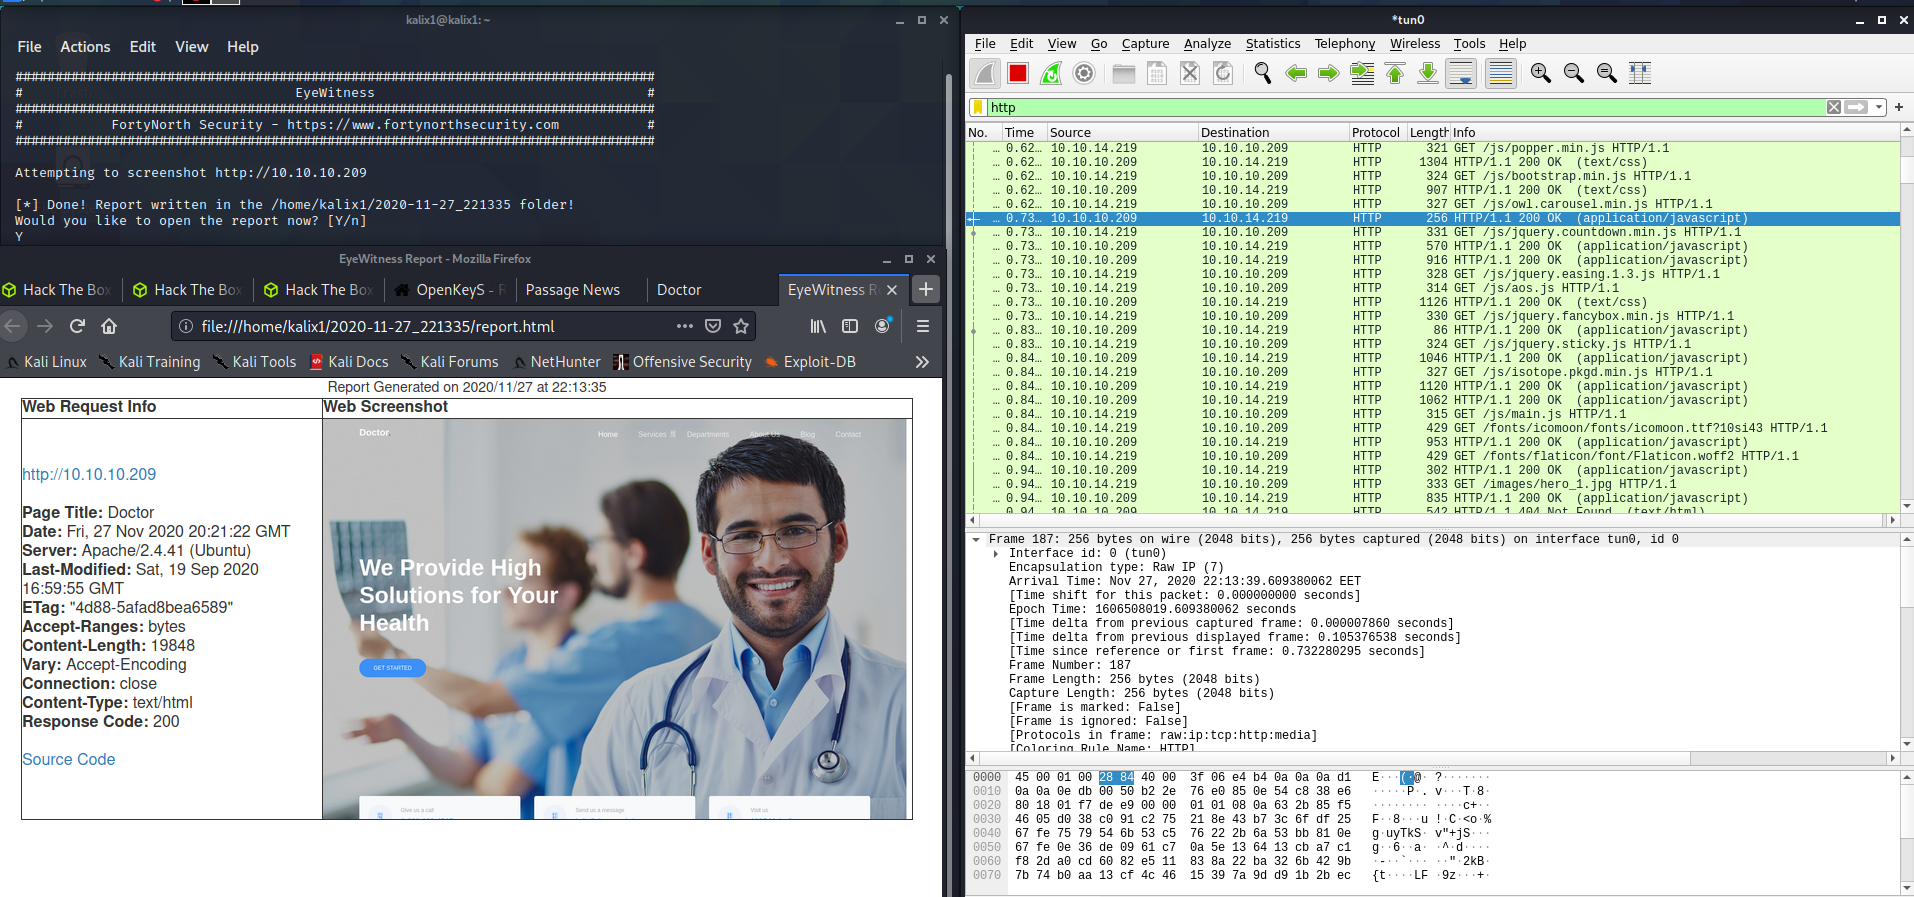 kalix1@kalix1: ~
File Actions Edit View Help
################################################################################
# EyeWitness #
################################################################################
# FortyNorth Security - https://www.fortynorthsecurity.com #
################################################################################
Attempting to screenshot http://10.10.10.209
[*] Done! Report written in the /home/kalix1/2020-11-27_221335 folder!
Would you like to open the report now? [Y/n]
Y
EyeWitness Report - Mozilla Firefox
Hack The Box Hack The Box Hack The Box OpenKeyS - Passage News Doctor EyeWitness
file:///home/kalix1/2020-11-27_221335/report.html
Kali Linux Kali Training Kali Tools Kali Docs Kali Forums NetHunter Offensive Security Exploit-DB
Report Generated on 2020/11/27 at 22:13:35
Web Request Info Web Screenshot
http://10.10.10.209
Page Title: Doctor
Date: Fri, 27 Nov 2020 20:21:22 GMT
Server: Apache/2.4.41 (Ubuntu)
Last-Modified: Sat, 19 Sep 2020
16:59:55 GMT
ETag: "4d88-5afad8bea6589"
Accept-Ranges: bytes
Content-Length: 19848
Vary: Accept-Encoding
Connection: close
Content-Type: text/html
Response Code: 200
Source Code
Doctor
Home Services Departments About Us Blog Contact
We Provide High
Solutions for Your
Health
GET STARTED
Give us a call Send us a message Visit us
*tun0
File Edit View Go Capture Analyze Statistics Telephony Wireless Tools Help
http
No. Time Source Destination Protocol Length Info
… 0.62… 10.10.14.219 10.10.10.209 HTTP 321 GET /js/popper.min.js HTTP/1.1
… 0.62… 10.10.10.209 10.10.14.219 HTTP 1304 HTTP/1.1 200 OK (text/css)
… 0.62… 10.10.14.219 10.10.10.209 HTTP 324 GET /js/bootstrap.min.js HTTP/1.1
… 0.62… 10.10.10.209 10.10.14.219 HTTP 907 HTTP/1.1 200 OK (text/css)
… 0.62… 10.10.14.219 10.10.10.209 HTTP 327 GET /js/owl.carousel.min.js HTTP/1.1
… 0.73… 10.10.10.209 10.10.14.219 HTTP 256 HTTP/1.1 200 OK (application/javascript)
… 0.73… 10.10.14.219 10.10.10.209 HTTP 331 GET /js/jquery.countdown.min.js HTTP/1.1
… 0.73… 10.10.10.209 10.10.14.219 HTTP 570 HTTP/1.1 200 OK (application/javascript)
… 0.73… 10.10.10.209 10.10.14.219 HTTP 916 HTTP/1.1 200 OK (application/javascript)
… 0.73… 10.10.14.219 10.10.10.209 HTTP 328 GET /js/jquery.easing.1.3.js HTTP/1.1
… 0.73… 10.10.14.219 10.10.10.209 HTTP 314 GET /js/aos.js HTTP/1.1
… 0.73… 10.10.10.209 10.10.14.219 HTTP 1126 HTTP/1.1 200 OK (text/css)
… 0.73… 10.10.14.219 10.10.10.209 HTTP 330 GET /js/jquery.fancybox.min.js HTTP/1.1
… 0.83… 10.10.10.209 10.10.14.219 HTTP 86 HTTP/1.1 200 OK (application/javascript)
… 0.83… 10.10.14.219 10.10.10.209 HTTP 324 GET /js/jquery.sticky.js HTTP/1.1
… 0.84… 10.10.10.209 10.10.14.219 HTTP 1046 HTTP/1.1 200 OK (application/javascript)
… 0.84… 10.10.14.219 10.10.10.209 HTTP 327 GET /js/isotope.pkgd.min.js HTTP/1.1
… 0.84… 10.10.10.209 10.10.14.219 HTTP 1120 HTTP/1.1 200 OK (application/javascript)
… 0.84… 10.10.10.209 10.10.14.219 HTTP 1062 HTTP/1.1 200 OK (application/javascript)
… 0.84… 10.10.14.219 10.10.10.209 HTTP 315 GET /js/main.js HTTP/1.1
… 0.84… 10.10.14.219 10.10.10.209 HTTP 429 GET /fonts/icomoon/fonts/icomoon.ttf?10si43 HTTP/1.1
… 0.84… 10.10.10.209 10.10.14.219 HTTP 953 HTTP/1.1 200 OK (application/javascript)
… 0.84… 10.10.14.219 10.10.10.209 HTTP 429 GET /fonts/flaticon/font/Flaticon.woff2 HTTP/1.1
… 0.94… 10.10.10.209 10.10.14.219 HTTP 302 HTTP/1.1 200 OK (application/javascript)
… 0.94… 10.10.14.219 10.10.10.209 HTTP 333 GET /images/hero_1.jpg HTTP/1.1
… 0.94… 10.10.10.209 10.10.14.219 HTTP 835 HTTP/1.1 200 OK (application/javascript)
… 0.94… 10.10.10.209 10.10.14.219 HTTP 542 HTTP/1.1 404 Not Found (text/html)
Frame 187: 256 bytes on wire (2048 bits), 256 bytes captured (2048 bits) on interface tun0, id 0
Interface id: 0 (tun0)
Encapsulation type: Raw IP (7)
Arrival Time: Nov 27, 2020 22:13:39.609380062 EET
[Time shift for this packet: 0.000000000 seconds]
Epoch Time: 1606508019.609380062 seconds
[Time delta from previous captured frame: 0.000007860 seconds]
[Time delta from previous displayed frame: 0.105376538 seconds]
[Time since reference or first frame: 0.732280295 seconds]
Frame Number: 187
Frame Length: 256 bytes (2048 bits)
Capture Length: 256 bytes (2048 bits)
[Frame is marked: False]
[Frame is ignored: False]
[Protocols in frame: raw:ip:tcp:http:media]
[Coloring Rule Name: HTTP]
0000 45 00 01 00 28 84 40 00 3f 06 e4 b4 0a 0a 0a d1 E···(·@· ?·······
0010 0a 0a 0e db 00 50 b2 2e 76 e0 85 0e 54 c8 38 e6 ·····P·. v···T·8·
0020 80 18 01 f7 de e9 00 00 01 01 08 0a 63 2b 85 f5 ········ ····c+··
0030 46 05 d0 38 c0 91 c2 75 21 8e 43 b7 3c 6f df 25 F··8···u !·C·<o·%
0040 67 fe 75 79 54 6b 53 c5 76 22 2b 6a 53 bb 81 0e g·uyTkS· v"+jS···
0050 67 fe 0e 36 de 09 61 c7 0a 5e 13 64 13 cb a7 c1 g··6··a· ·^·d····
0060 f8 2d a0 cd 60 82 e5 11 83 8a 22 ba 32 6b 42 9b ·-··`··· ··"·2kB·
0070 7b 74 b0 aa 13 cf 4c 46 15 39 7a 9d d9 1b 2b ec {t····LF ·9z···+·